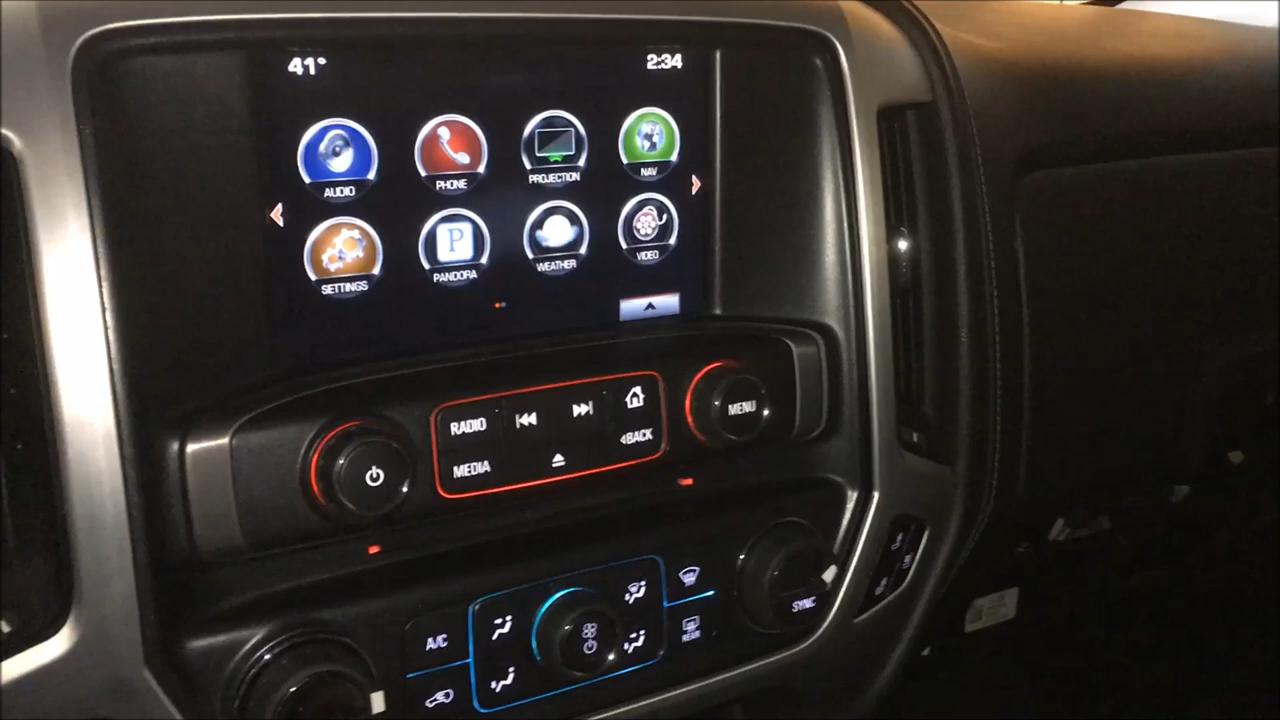 41° 2:34
AUDIO PHONE PROJECTION NAV
SETTINGS PANDORA WEATHER VIDEO
RADIO
MEDIA
BACK
MENU
A/C
REAR
SYNC